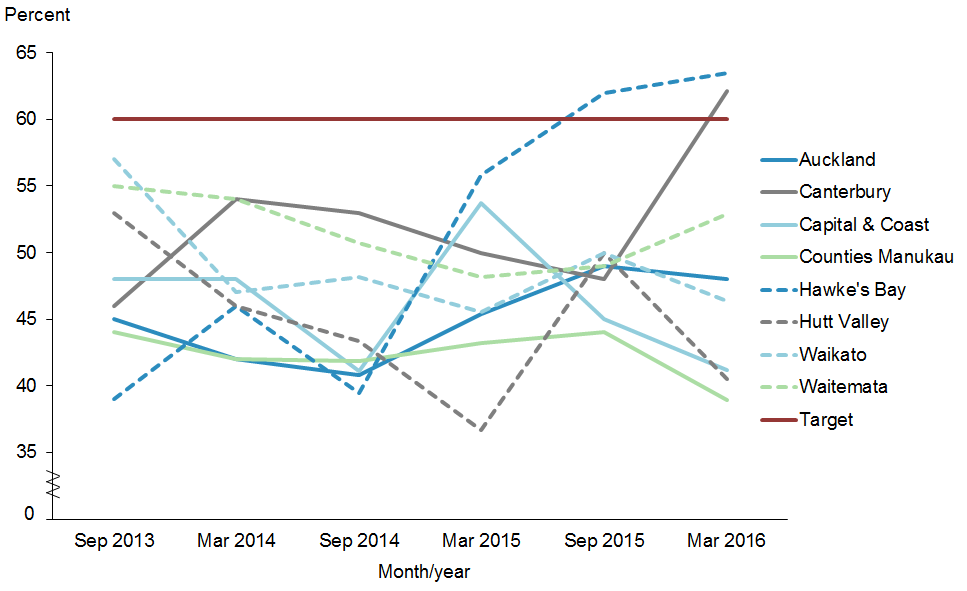 Percent
65
60
55
50
45
40
35
0
Sep 2013 Mar 2014 Sep 2014 Mar 2015 Sep 2015 Mar 2016
Month/year
Auckland
Canterbury
Capital & Coast
Counties Manukau
Hawke's Bay
Hutt Valley
Waikato
Waitemata
Target